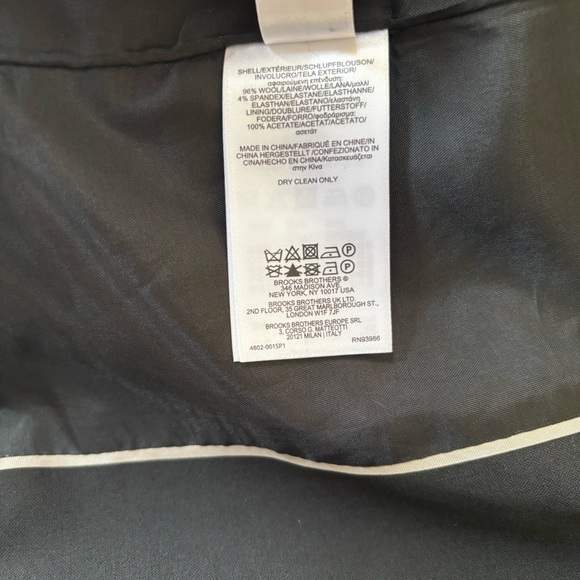 SHELL/EXTÉRIEUR/SCHLUPFBLOUSON/
INVOLUCRO/TELA EXTERIOR/
αφαιρούμενη επένδυση:
96% WOOL/LAINE/WOLLE/LANA/μαλλί
4% SPANDEX/ELASTANE/ELASTHANNE/
ELASTHAN/ELASTANO/ελαστάνη
LINING/DOUBLURE/FUTTERSTOFF/
FODERA/FORRO/φοδράρισμα:
100% ACETATE/ACETAT/ACETATO/
ασετάτ
MADE IN CHINA/FABRIQUÉ EN CHINE/IN
CHINA HERGESTELLT /CONFEZIONATO IN
CINA/HECHO EN CHINA/ Κατασκευάζεται
στην Κίνα
DRY CLEAN ONLY
BROOKS BROTHERS ®
346 MADISON AVE.
NEW YORK, NY 10017 USA
BROOKS BROTHERS UK LTD.
2ND FLOOR, 35 GREAT MARLBOROUGH ST.,
LONDON W1F 7JF
BROOKS BROTHERS EUROPE SRL
3, CORSO G. MATTEOTTI
20121 MILAN | ITALY
4802-001SP1 RN93986